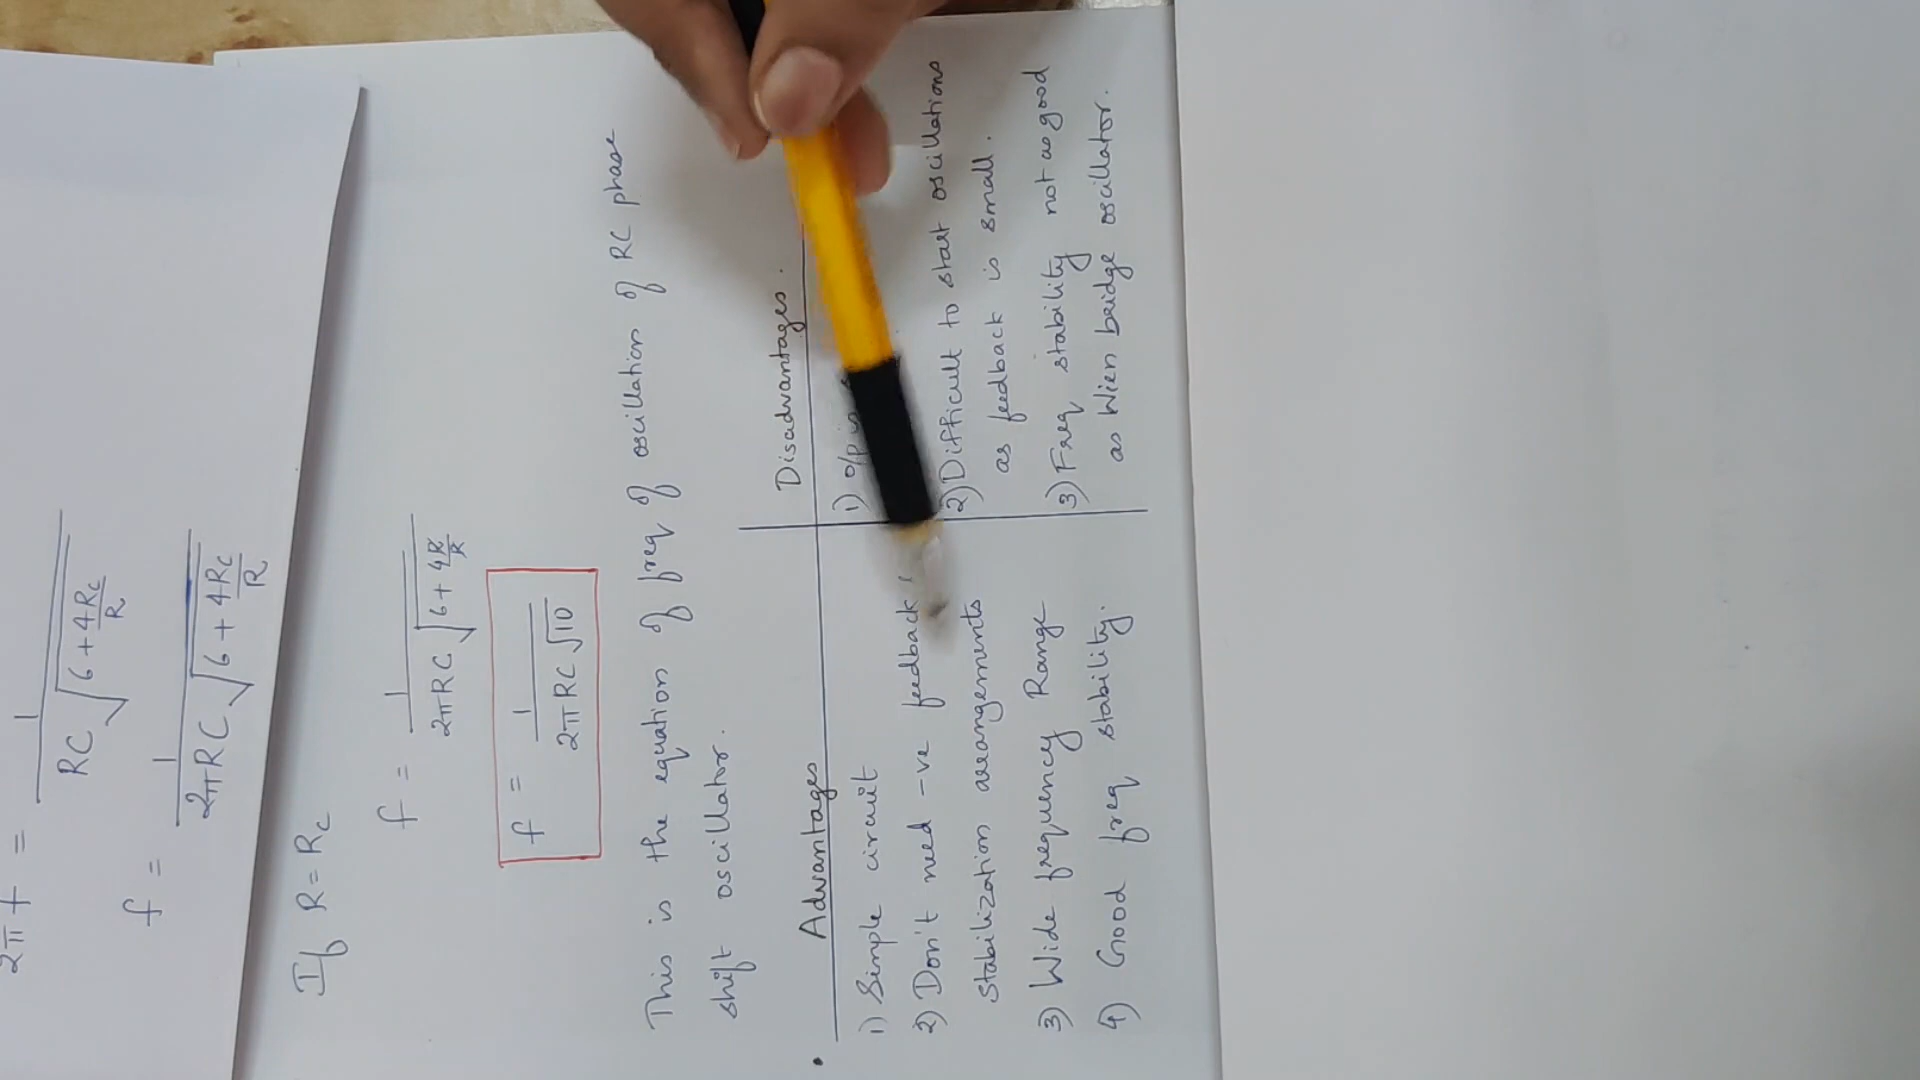 2πf = 1 / RC √6 + 4Rc/R
f = 1 / 2πRC √6 + 4Rc/R
If R = Rc
f = 1 / 2πRC √6 + 4R/R
f = 1 / 2πRC √10
This is the equation of freq of oscillation of RC phase
shift oscillator.
Advantages
1) Simple circuit
2) Don't need -ve feedback &
Stabilization arrangements
3) Wide frequency Range
4) Good freq stability.
Disadvantages.
1) o/p is
2) Difficult to start oscillations
as feedback is small.
3) Freq stability not as good
as Wien bridge oscillator.